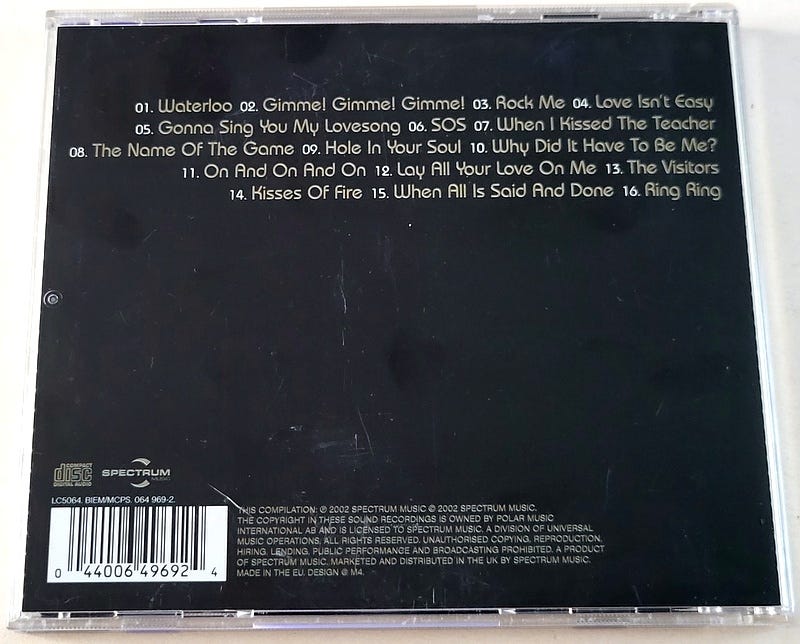 01. Waterloo 02. Gimme! Gimme! Gimme! 03. Rock Me 04. Love Isn't Easy
05. Gonna Sing You My Lovesong 06. SOS 07. When I Kissed The Teacher
08. The Name Of The Game 09. Hole In Your Soul 10. Why Did It Have To Be Me?
11. On And On And On 12. Lay All Your Love On Me 13. The Visitors
14. Kisses Of Fire 15. When All Is Said And Done 16. Ring Ring
COMPACT
disc
DIGITAL AUDIO
SPECTRUM
MUSIC
LC5064. BIEM/MCPS. 064 969-2.
0 44006 49692 4
THIS COMPILATION: ℗ 2002 SPECTRUM MUSIC © 2002 SPECTRUM MUSIC.
THE COPYRIGHT IN THESE SOUND RECORDINGS IS OWNED BY POLAR MUSIC
INTERNATIONAL AB AND IS LICENSED TO SPECTRUM MUSIC. A DIVISION OF UNIVERSAL
MUSIC OPERATIONS. ALL RIGHTS RESERVED. UNAUTHORISED COPYING, REPRODUCTION,
HIRING, LENDING, PUBLIC PERFORMANCE AND BROADCASTING PROHIBITED. A PRODUCT
OF SPECTRUM MUSIC. MARKETED AND DISTRIBUTED IN THE UK BY SPECTRUM MUSIC.
MADE IN THE EU. DESIGN @ M4.